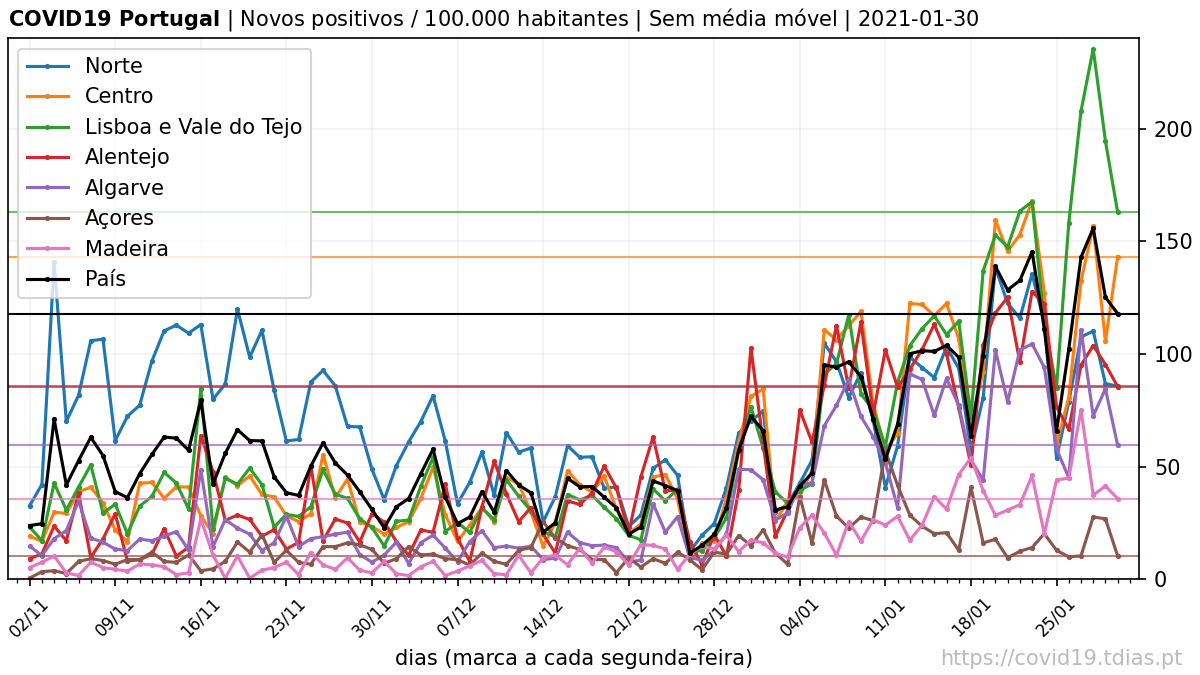 COVID19 Portugal | Novos positivos / 100.000 habitantes | Sem média móvel | 2021-01-30
Norte
Centro
Lisboa e Vale do Tejo
Alentejo
Algarve
Açores
Madeira
País
200
150
100
50
0
02/11
09/11
16/11
23/11
30/11
07/12
14/12
21/12
28/12
04/01
11/01
18/01
25/01
dias (marca a cada segunda-feira)
https://covid19.tdias.pt